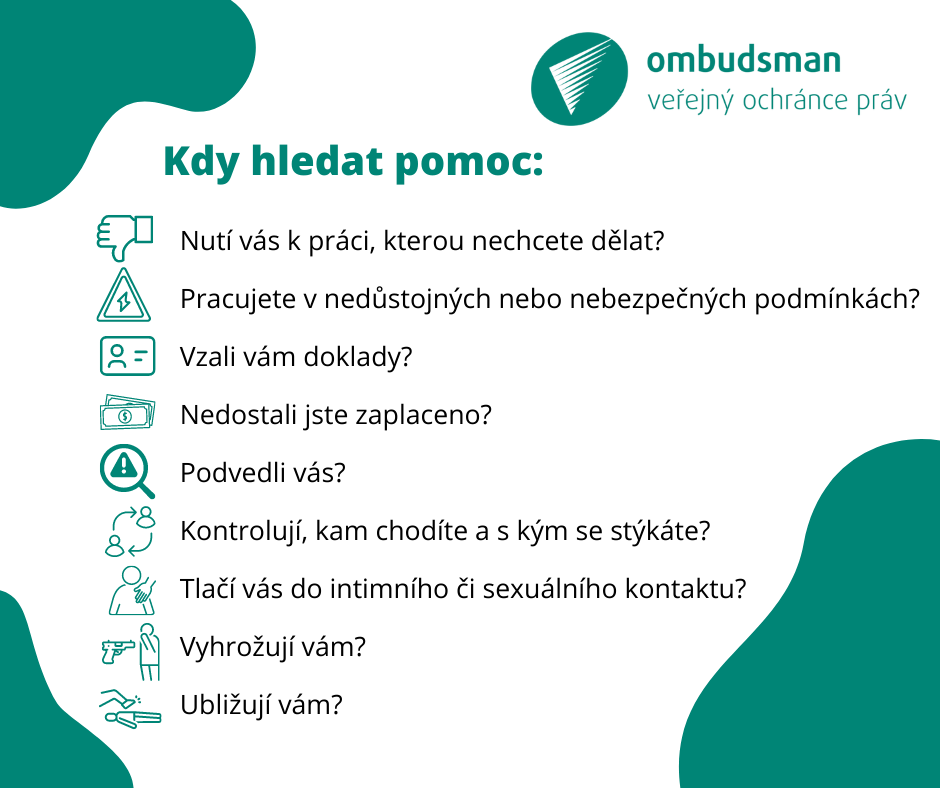 ombudsman
veřejný ochránce práv
Kdy hledat pomoc:
Nutí vás k práci, kterou nechcete dělat?
Pracujete v nedůstojných nebo nebezpečných podmínkách?
Vzali vám doklady?
Nedostali jste zaplaceno?
Podvedli vás?
Kontrolují, kam chodíte a s kým se stýkáte?
Tlačí vás do intimního či sexuálního kontaktu?
Vyhrožují vám?
Ubližují vám?